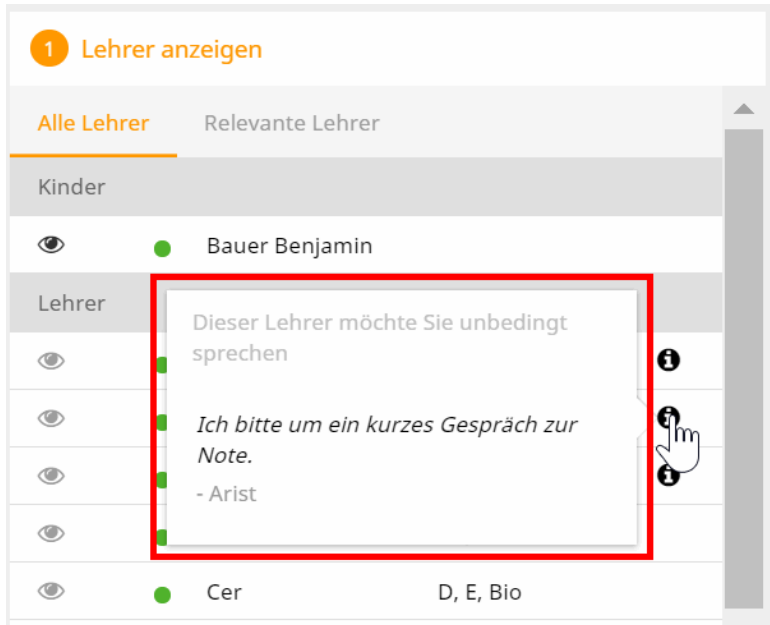 1 Lehrer anzeigen
Alle Lehrer Relevante Lehrer
Kinder
Bauer Benjamin
Lehrer
Dieser Lehrer möchte Sie unbedingt
sprechen
Ich bitte um ein kurzes Gespräch zur
Note.
- Arist
Cer D, E, Bio